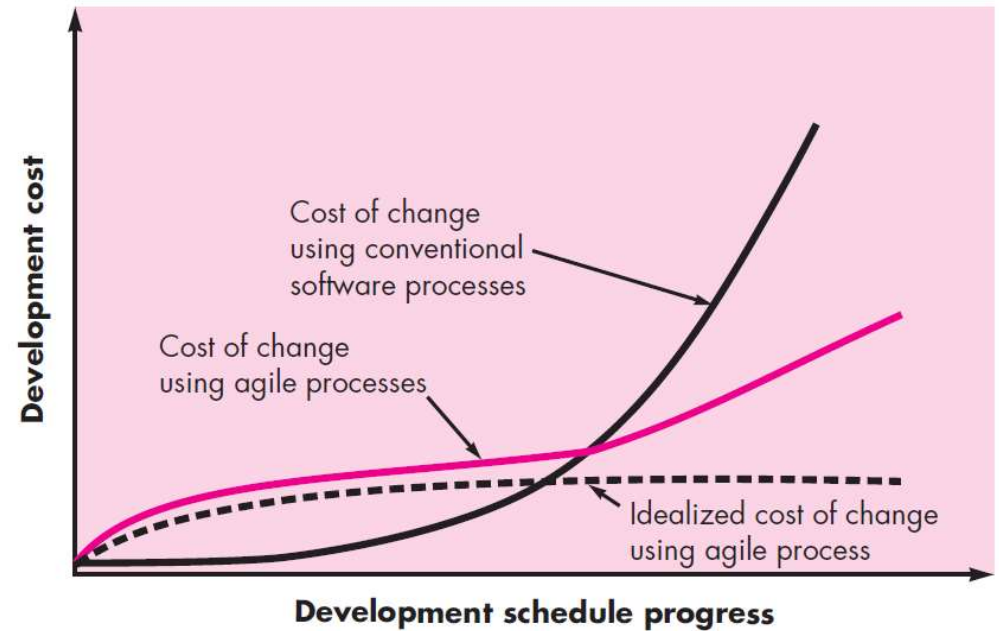 Development cost
Cost of change
using conventional
software processes
Cost of change
using agile processes
Idealized cost of change
using agile process
Development schedule progress